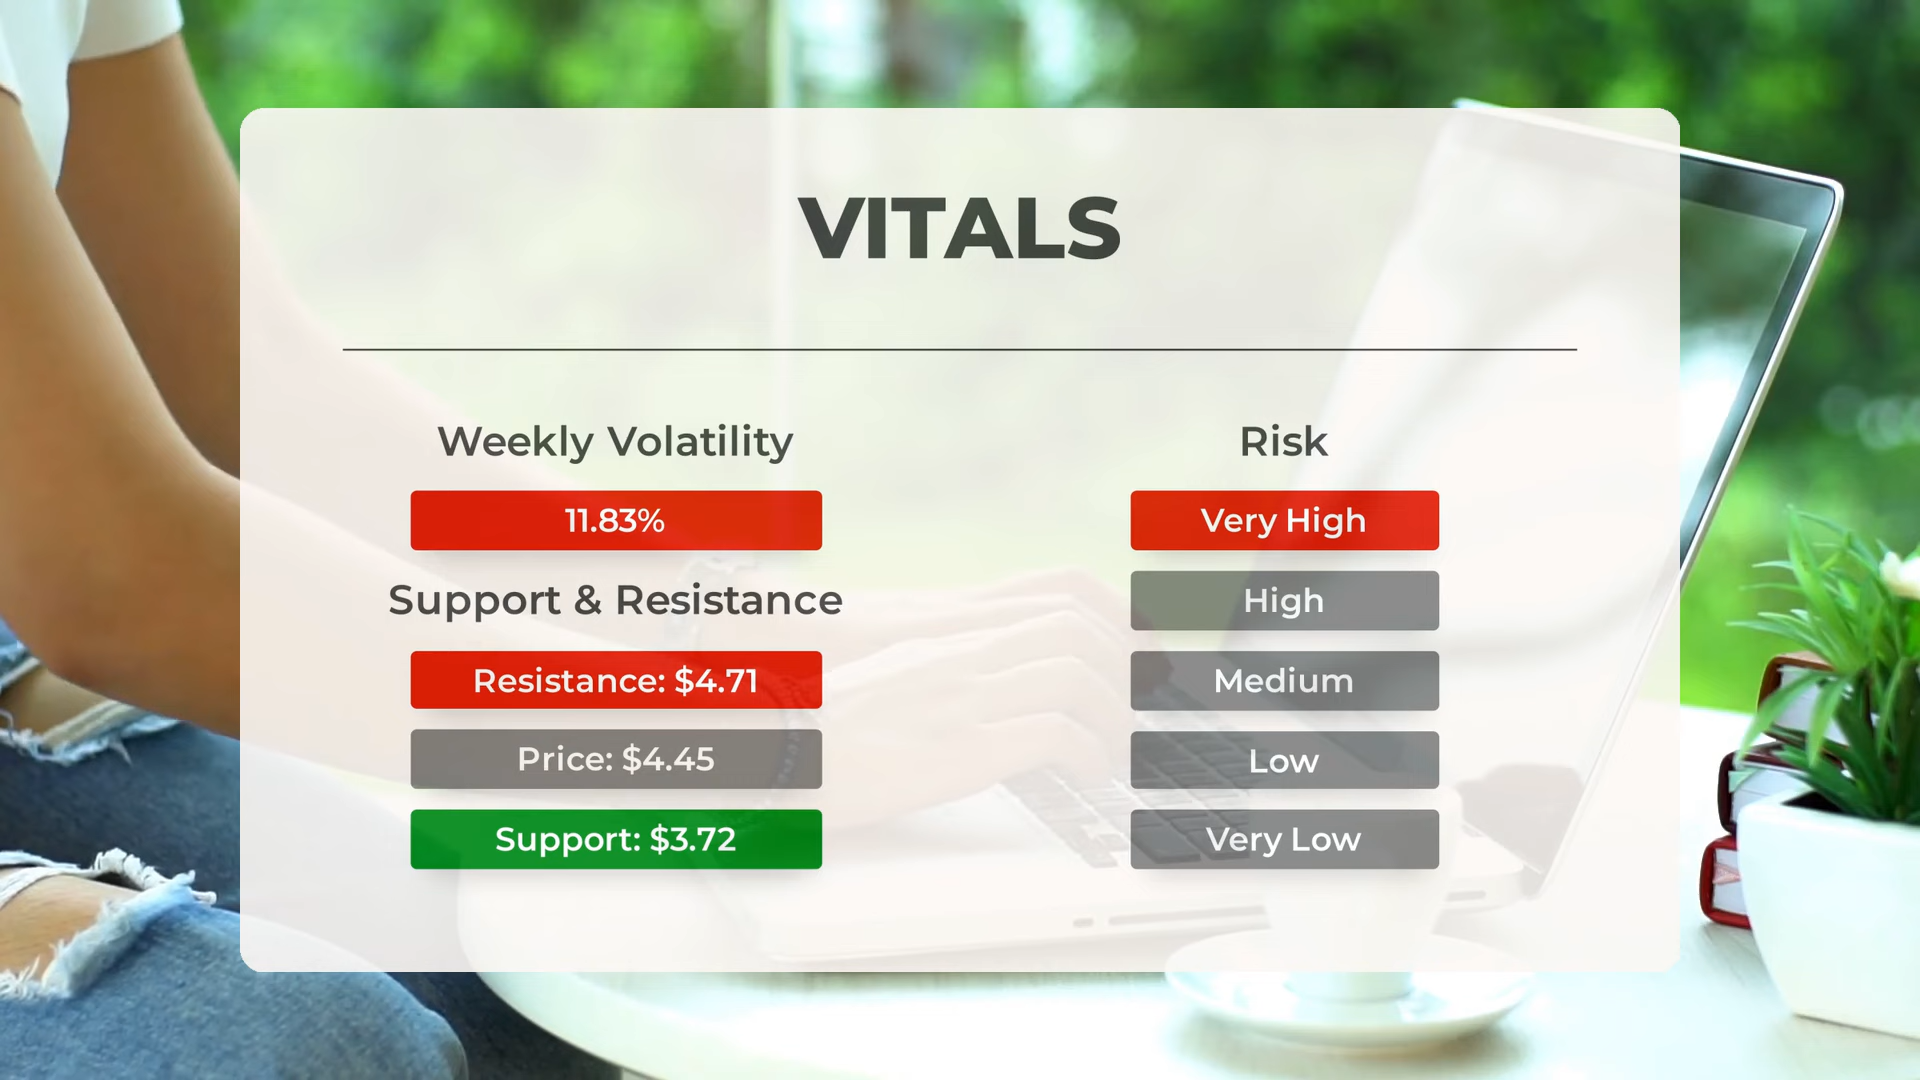 VITALS
Weekly Volatility
11.83%
Support & Resistance
Resistance: $4.71
Price: $4.45
Support: $3.72
Risk
Very High
High
Medium
Low
Very Low